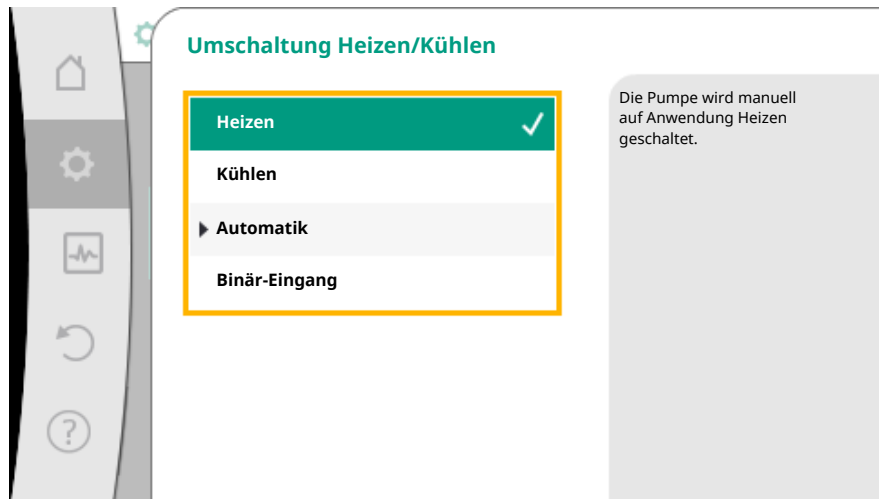 Umschaltung Heizen/Kühlen
Heizen
Kühlen
Automatik
Binär-Eingang
Die Pumpe wird manuell
auf Anwendung Heizen
geschaltet.